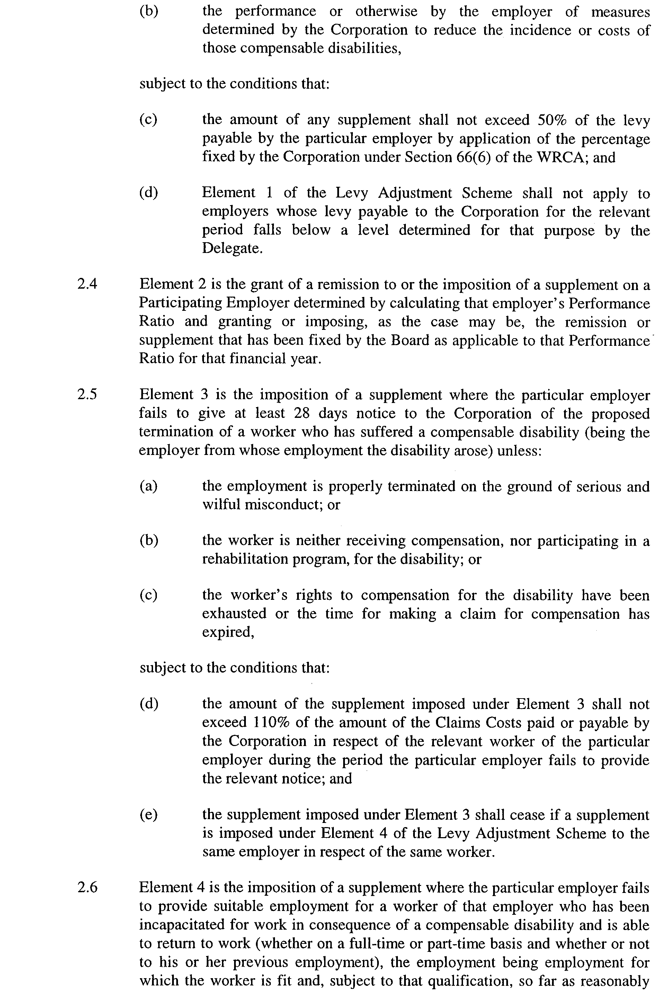 (b) the performance or otherwise by the employer of measures
determined by the Corporation to reduce the incidence or costs of
those compensable disabilities,
subject to the conditions that:
(c) the amount of any supplement shall not exceed 50% of the levy
payable by the particular employer by application of the percentage
fixed by the Corporation under Section 66(6) of the WRCA; and
(d) Element 1 of the Levy Adjustment Scheme shall not apply to
employers whose levy payable to the Corporation for the relevant
period falls below a level determined for that purpose by the
Delegate.
2.4 Element 2 is the grant of a remission to or the imposition of a supplement on a
Participating Employer determined by calculating that employer's Performance
Ratio and granting or imposing, as the case may be, the remission or
supplement that has been fixed by the Board as applicable to that Performance
Ratio for that financial year.
2.5 Element 3 is the imposition of a supplement where the particular employer
fails to give at least 28 days notice to the Corporation of the proposed
termination of a worker who has suffered a compensable disability (being the
employer from whose employment the disability arose) unless:
(a) the employment is properly terminated on the ground of serious and
wilful misconduct; or
(b) the worker is neither receiving compensation, nor participating in a
rehabilitation program, for the disability; or
(c) the worker's rights to compensation for the disability have been
exhausted or the time for making a claim for compensation has
expired,
subject to the conditions that:
(d) the amount of the supplement imposed under Element 3 shall not
exceed 110% of the amount of the Claims Costs paid or payable by
the Corporation in respect of the relevant worker of the particular
employer during the period the particular employer fails to provide
the relevant notice; and
(e) the supplement imposed under Element 3 shall cease if a supplement
is imposed under Element 4 of the Levy Adjustment Scheme to the
same employer in respect of the same worker.
2.6 Element 4 is the imposition of a supplement where the particular employer fails
to provide suitable employment for a worker of that employer who has been
incapacitated for work in consequence of a compensable disability and is able
to return to work (whether on a full-time or part-time basis and whether or not
to his or her previous employment), the employment being employment for
which the worker is fit and, subject to that qualification, so far as reasonably